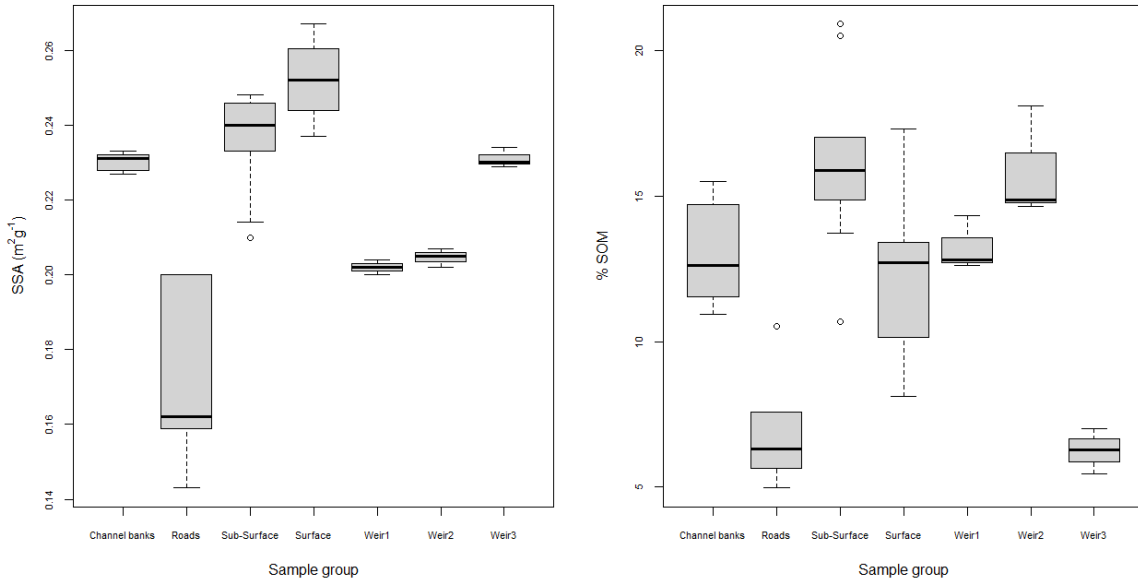 SSA (m²g⁻¹)
0.26
0.24
0.22
0.20
0.18
0.16
0.14
Channel banks Roads Sub-Surface Surface Weir1 Weir2 Weir3
Sample group
% SOM
20
15
10
5
Channel banks Roads Sub-Surface Surface Weir1 Weir2 Weir3
Sample group